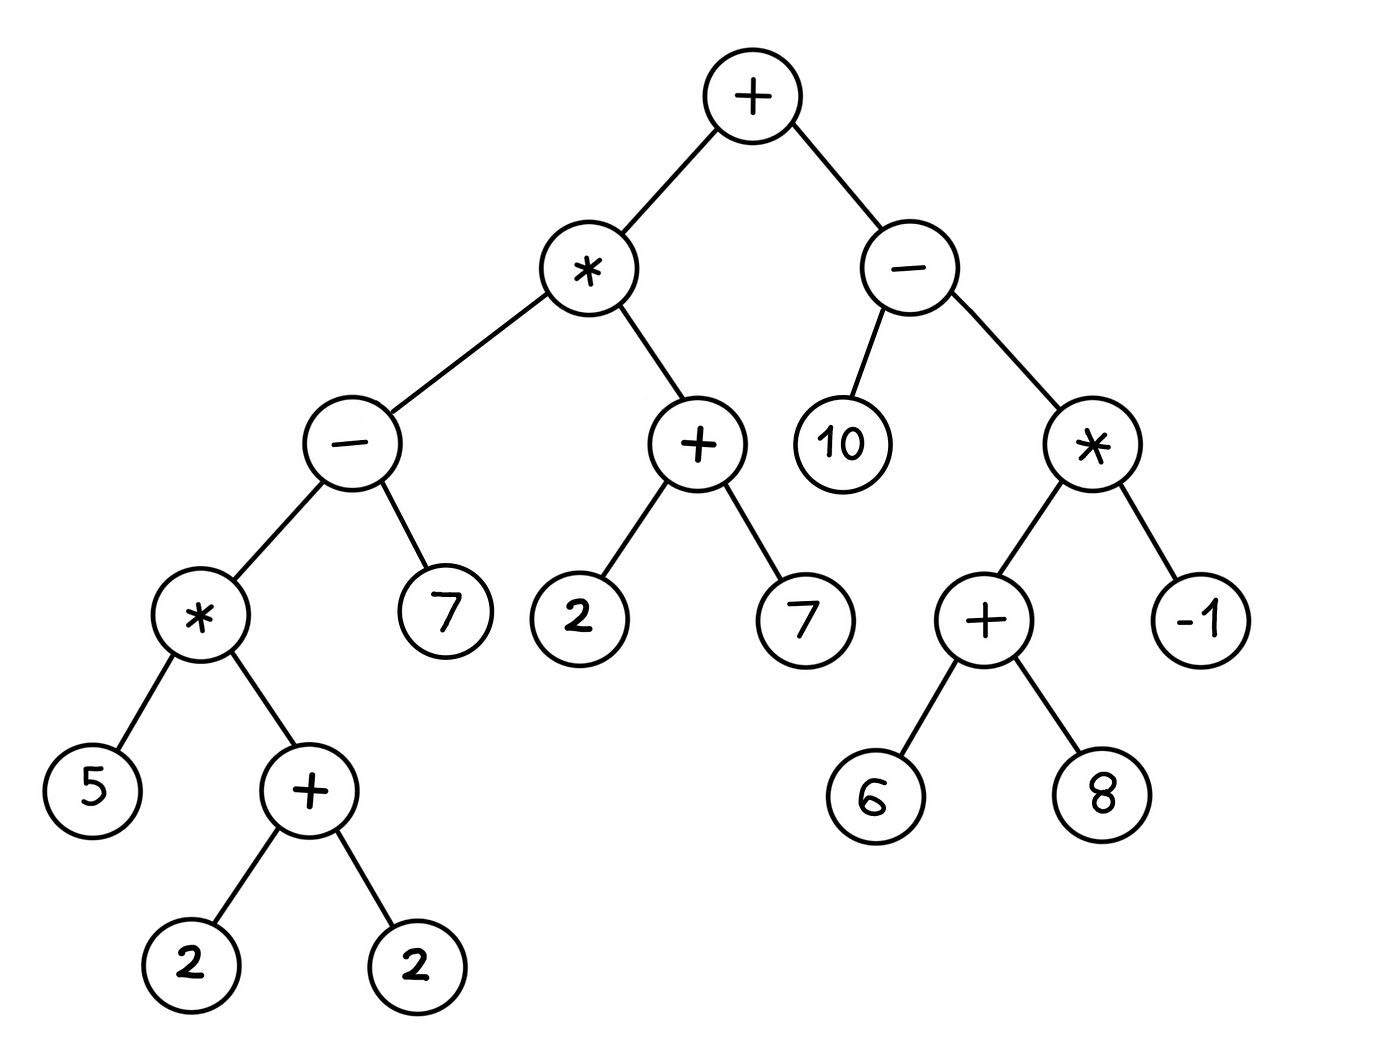 +
* −
− + 10 *
* 7 2 7 + -1
5 + 6 8
2 2